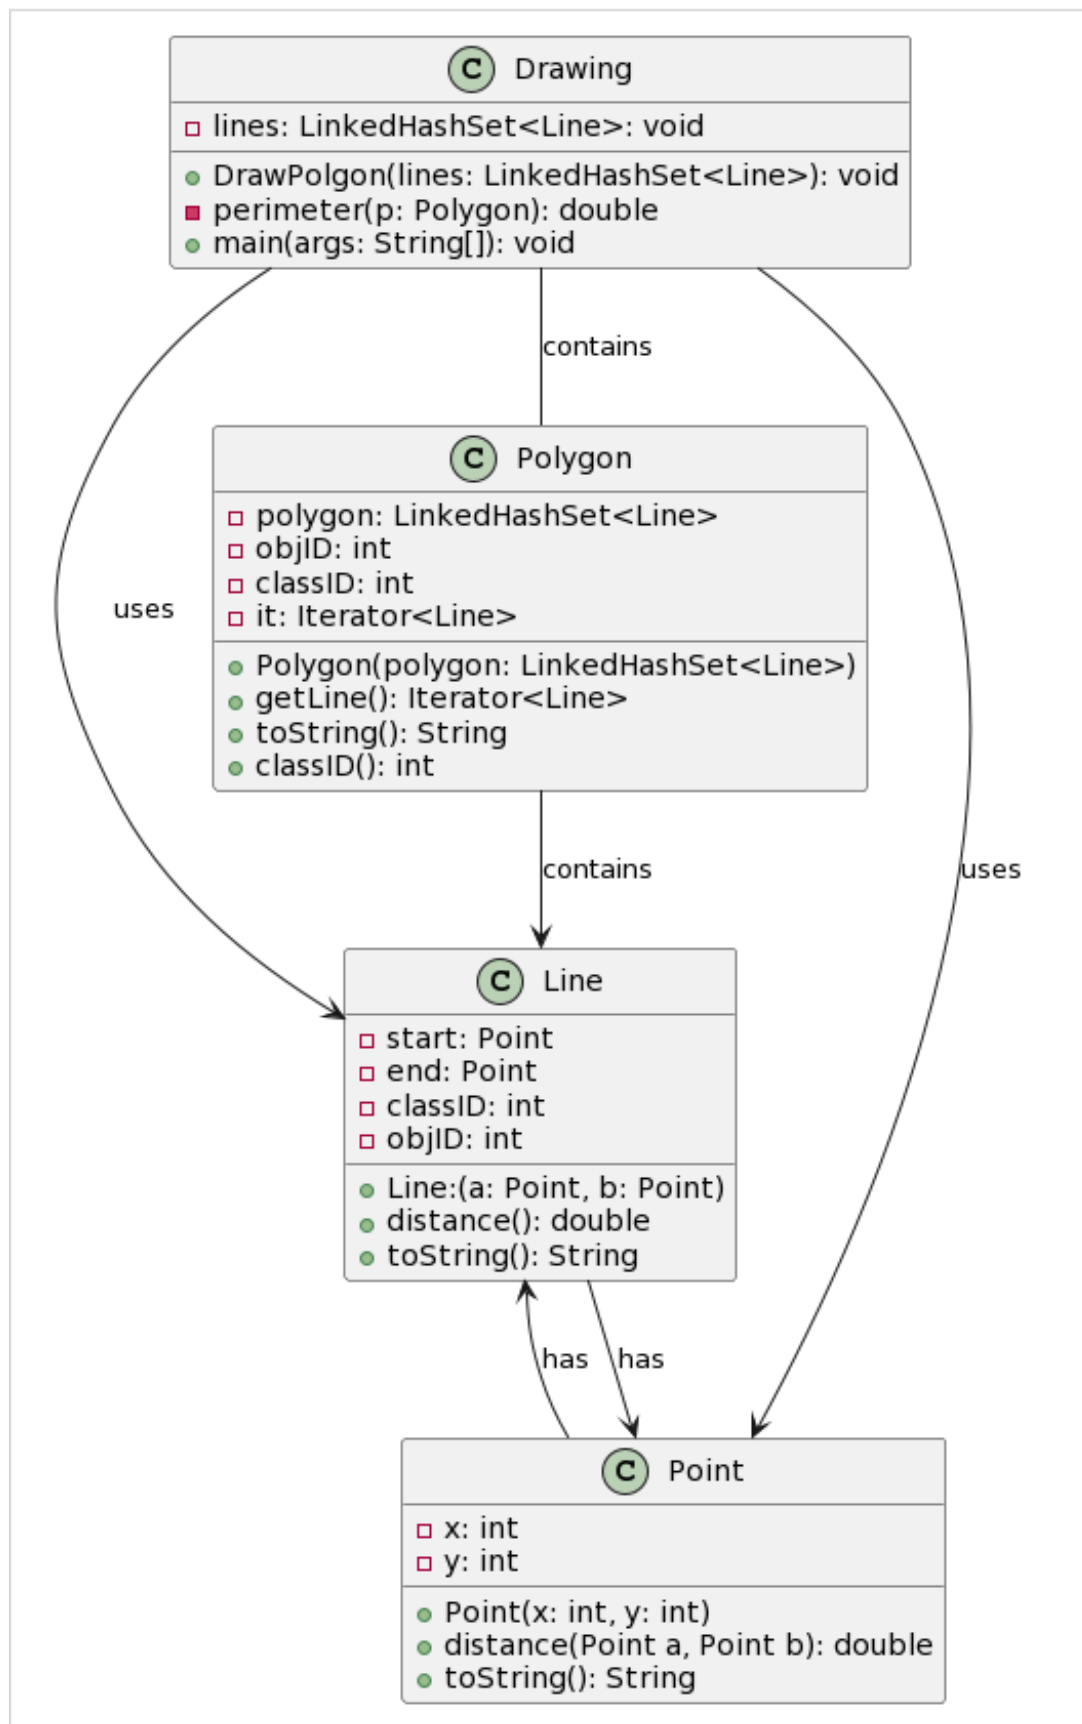 C Drawing
lines: LinkedHashSet<Line>: void
DrawPolgon(lines: LinkedHashSet<Line>): void
perimeter(p: Polygon): double
main(args: String[]): void
contains
C Polygon
polygon: LinkedHashSet<Line>
objID: int
classID: int
it: Iterator<Line>
uses
Polygon(polygon: LinkedHashSet<Line>)
getLine(): Iterator<Line>
toString(): String
classID(): int
contains
uses
C Line
start: Point
end: Point
classID: int
objID: int
Line:(a: Point, b: Point)
distance(): double
toString(): String
has
has
C Point
x: int
y: int
Point(x: int, y: int)
distance(Point a, Point b): double
toString(): String